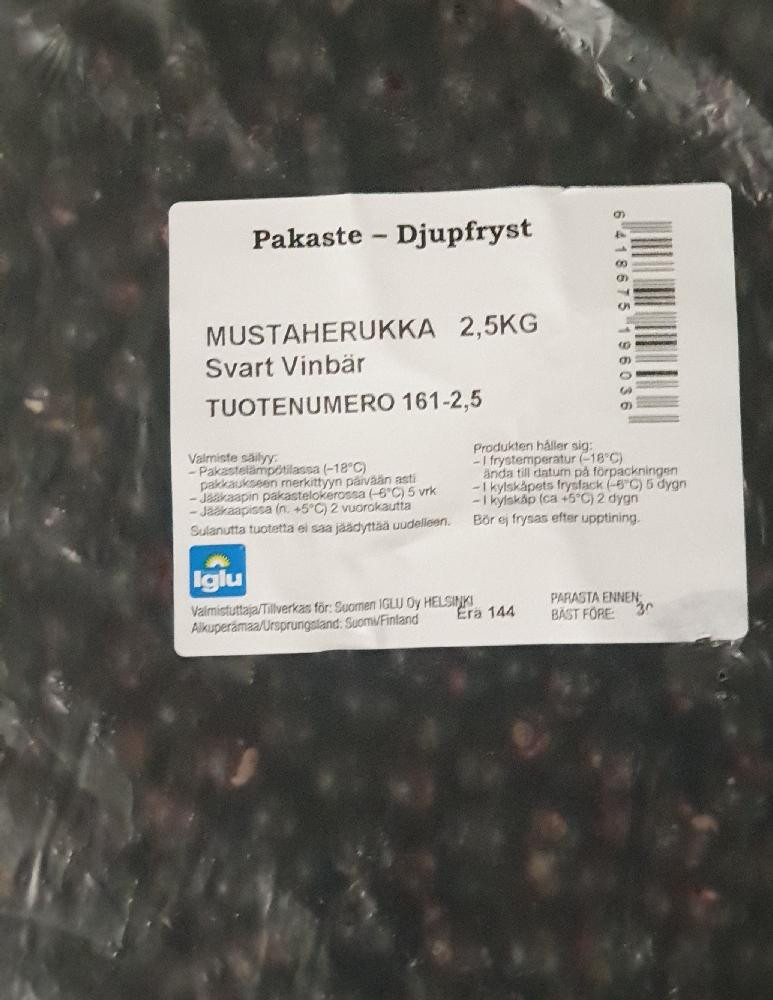 Pakaste – Djupfryst
MUSTAHERUKKA 2,5KG
Svart Vinbär
TUOTENUMERO 161-2,5
6 418675 196036
Valmiste säilyy:
– Pakastelämpötilassa (–18°C)
pakkaukseen merkittyyn päivään asti
– Jääkaapin pakastelokerossa (–6°C) 5 vrk
– Jääkaapissa (n. +5°C) 2 vuorokautta
Sulanutta tuotetta ei saa jäädyttää uudelleen.
Produkten håller sig:
– I frystemperatur (–18°C)
ända till datum på förpackningen
– I kylskåpets frysfack (–6°C) 5 dygn
– I kylskåp (ca +5°C) 2 dygn
Bör ej frysas efter upptining.
Iglu
Valmistuttaja/Tillverkas för: Suomen IGLU Oy HELSINKI
Alkuperämaa/Ursprungsland: Suomi/Finland
Erä 144
PARASTA ENNEN:
BÄST FÖRE: